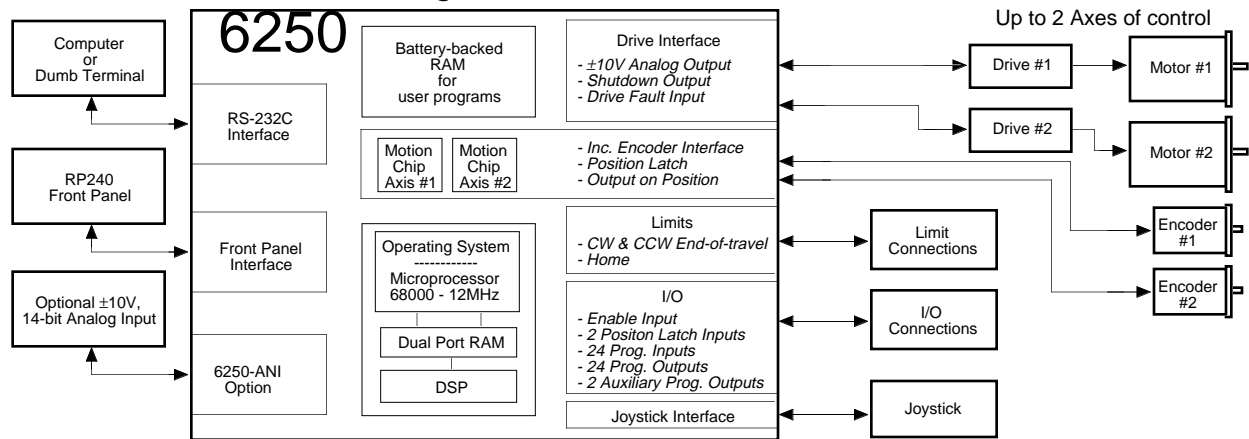 6250
Up to 2 Axes of control
Computer
or
Dumb Terminal
RP240
Front Panel
Optional ±10V,
14-bit Analog Input
RS-232C
Interface
Front Panel
Interface
6250-ANI
Option
Battery-backed
RAM
for
user programs
Motion
Chip
Axis #1
Motion
Chip
Axis #2
Operating System
------------
Microprocessor
68000 - 12MHz
Dual Port RAM
DSP
Drive Interface
- ±10V Analog Output
- Shutdown Output
- Drive Fault Input
- Inc. Encoder Interface
- Position Latch
- Output on Position
Limits
- CW & CCW End-of-travel
- Home
I/O
- Enable Input
- 2 Positon Latch Inputs
- 24 Prog. Inputs
- 24 Prog. Outputs
- 2 Auxiliary Prog. Outputs
Joystick Interface
Drive #1
Motor #1
Drive #2
Motor #2
Encoder
#1
Encoder
#2
Limit
Connections
I/O
Connections
Joystick